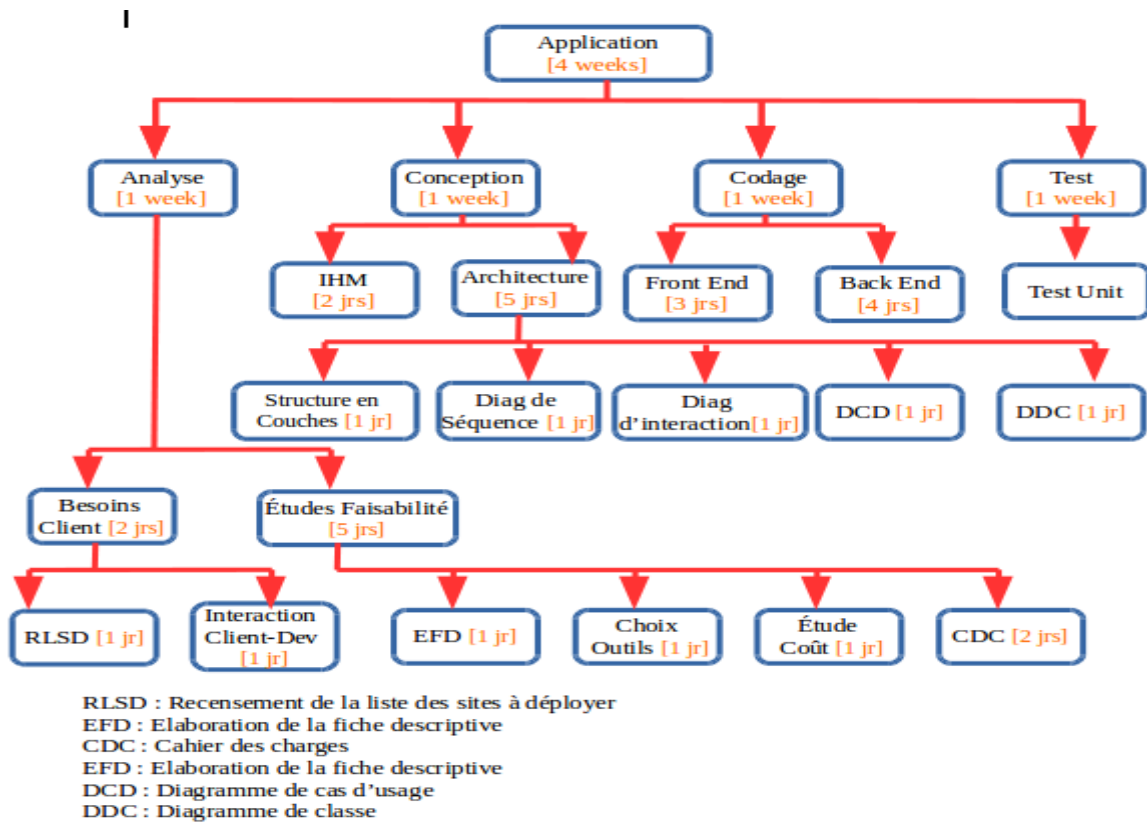 I
Application
[4 weeks]
Analyse
[1 week]
Conception
[1 week]
Codage
[1 week]
Test
[1 week]
IHM
[2 jrs]
Architecture
[5 jrs]
Front End
[3 jrs]
Back End
[4 jrs]
Test Unit
Structure en
Couches [1 jr]
Diag de
Séquence [1 jr]
Diag
d’interaction[1 jr]
DCD [1 jr]
DDC [1 jr]
Besoins
Client [2 jrs]
Études Faisabilité
[5 jrs]
RLSD [1 jr]
Interaction
Client-Dev
[1 jr]
EFD [1 jr]
Choix
Outils [1 jr]
Étude
Coût [1 jr]
CDC [2 jrs]
RLSD : Recensement de la liste des sites à déployer
EFD : Elaboration de la fiche descriptive
CDC : Cahier des charges
EFD : Elaboration de la fiche descriptive
DCD : Diagramme de cas d’usage
DDC : Diagramme de classe